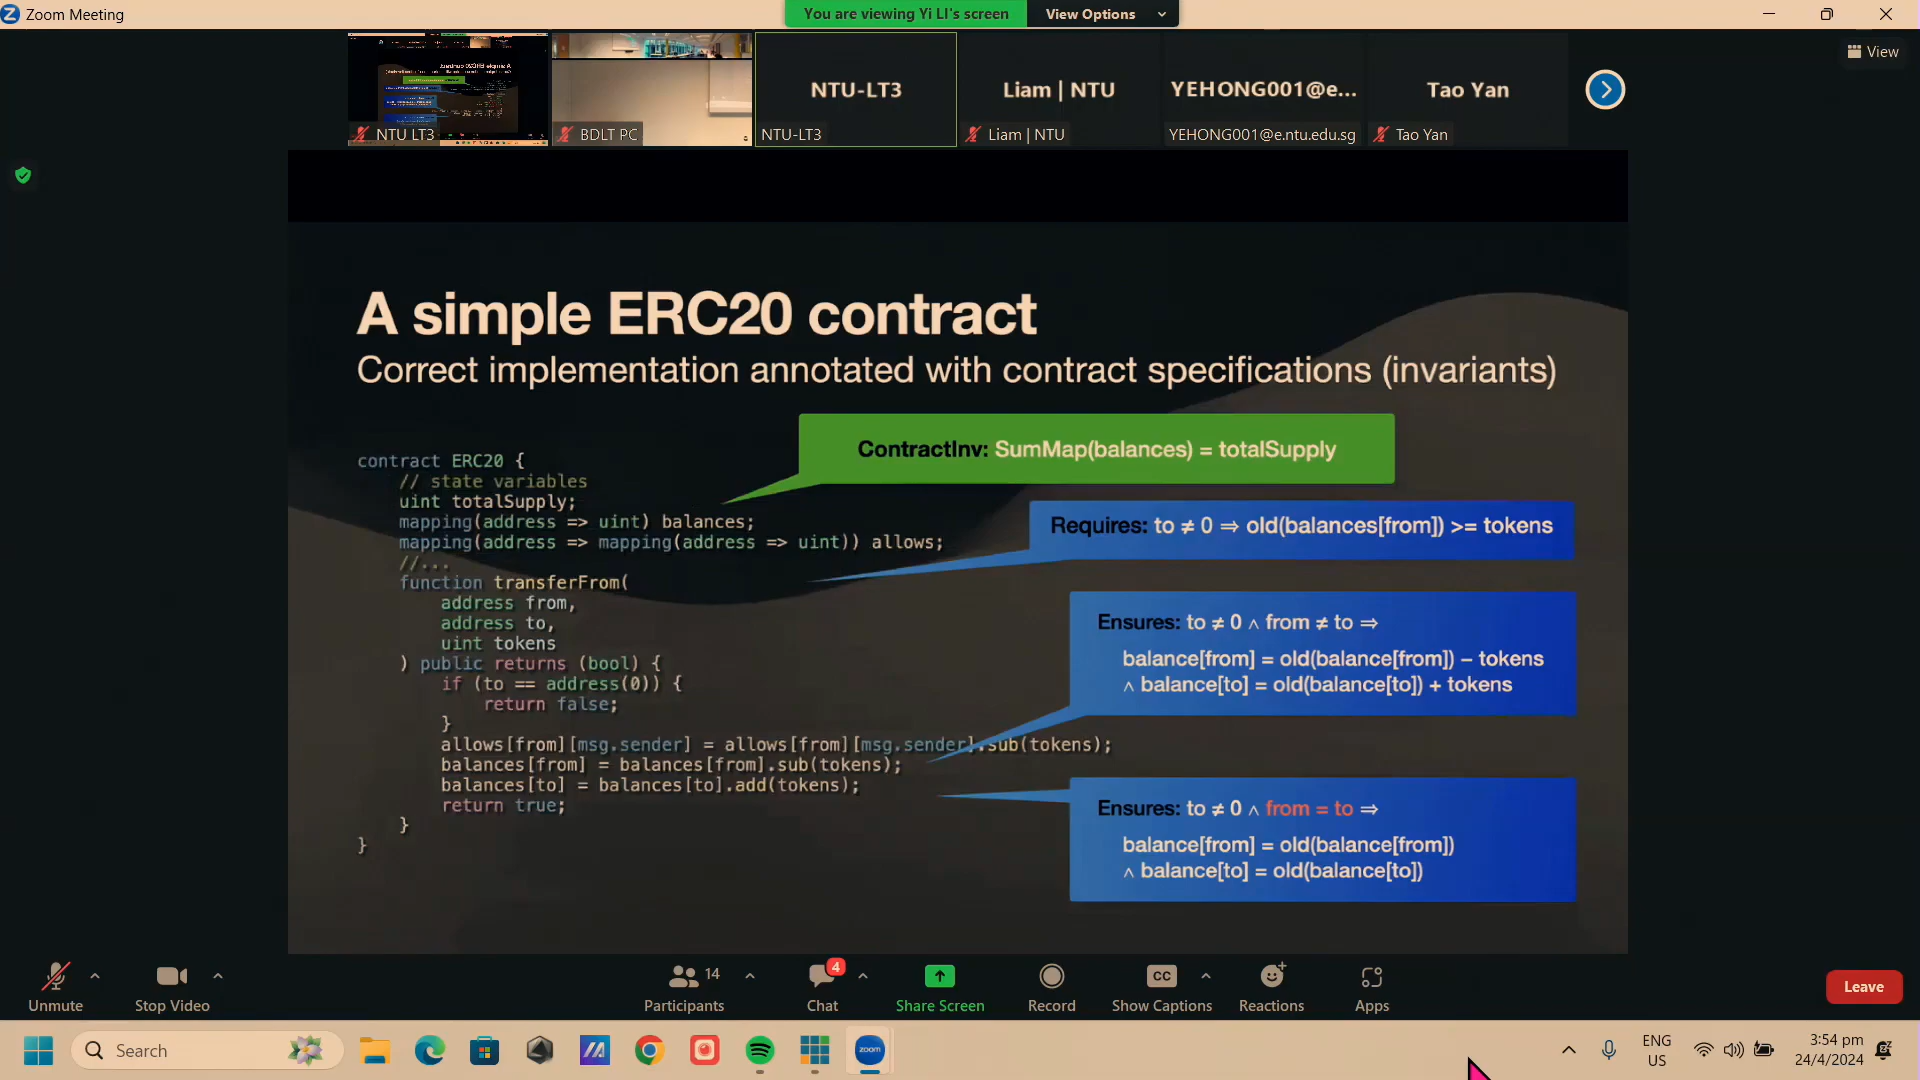 Zoom Meeting
You are viewing Yi LI's screen
View Options
View
NTU LT3
BDLT PC
NTU-LT3
NTU-LT3
Liam | NTU
Liam | NTU
YEHONG001@e...
YEHONG001@e.ntu.edu.sg
Tao Yan
Tao Yan
A simple ERC20 contract
Correct implementation annotated with contract specifications (invariants)
ContractInv: SumMap(balances) = totalSupply
contract ERC20 {
// state variables
uint totalSupply;
mapping(address => uint) balances;
mapping(address => mapping(address => uint)) allows;
//...
function transferFrom(
address from,
address to,
uint tokens
) public returns (bool) {
if (to == address(0)) {
return false;
}
allows[from][msg.sender] = allows[from][msg.sender].sub(tokens);
balances[from] = balances[from].sub(tokens);
balances[to] = balances[to].add(tokens);
return true;
}
}
Requires: to ≠ 0 ⇒ old(balances[from]) >= tokens
Ensures: to ≠ 0 ∧ from ≠ to ⇒
balance[from] = old(balance[from]) – tokens
∧ balance[to] = old(balance[to]) + tokens
Ensures: to ≠ 0 ∧ from = to ⇒
balance[from] = old(balance[from])
∧ balance[to] = old(balance[to])
Unmute
Stop Video
14
Participants
4
Chat
Share Screen
Record
CC
Show Captions
Reactions
Apps
Leave
Search
zoom
ENG
US
3:54 pm
24/4/2024